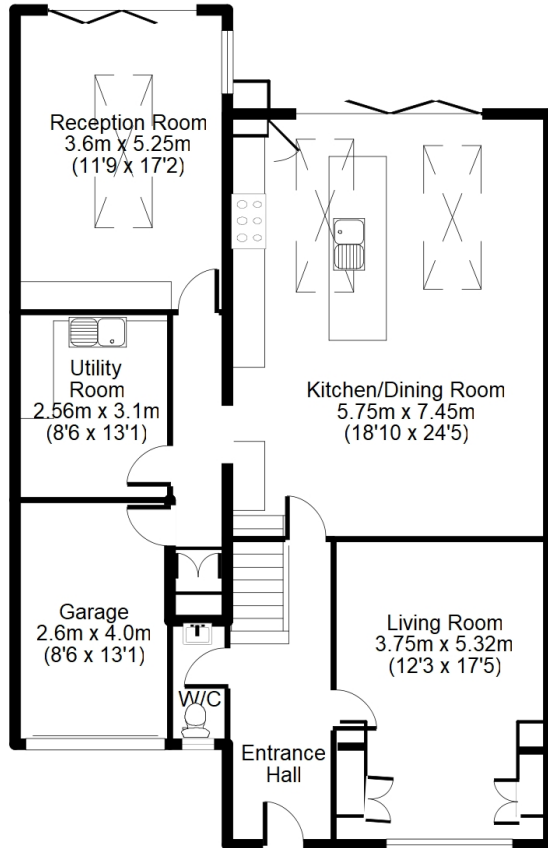 Reception Room
3.6m x 5.25m
(11'9 x 17'2)
Utility
Room
2.56m x 3.1m
(8'6 x 13'1)
Kitchen/Dining Room
5.75m x 7.45m
(18'10 x 24'5)
Garage
2.6m x 4.0m
(8'6 x 13'1)
Living Room
3.75m x 5.32m
(12'3 x 17'5)
W/C
Entrance
Hall